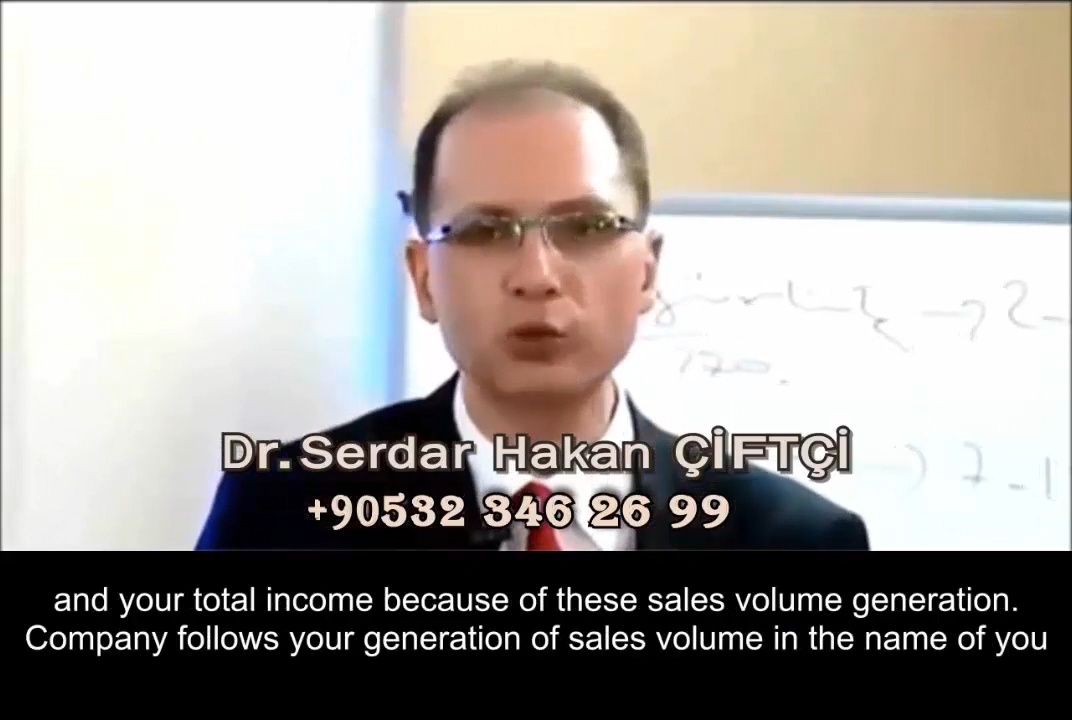 170.
Dr. Serdar Hakan ÇİFTÇİ
+90532 346 26 99
and your total income because of these sales volume generation.
Company follows your generation of sales volume in the name of you